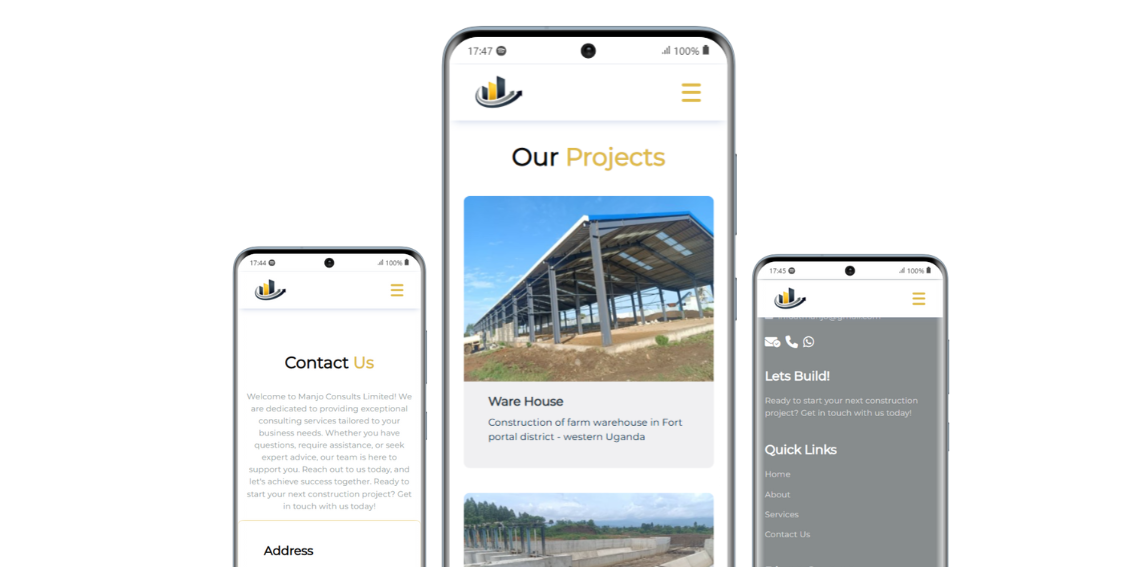 17:44
100%
Contact Us
Welcome to Manjo Consults Limited! We
are dedicated to providing exceptional
consulting services tailored to your
business needs. Whether you have
questions, require assistance, or seek
expert advice, our team is here to
support you. Reach out to us today, and
let's achieve success together. Ready to
start your next construction project? Get
in touch with us today!
Address
17:47
100%
Our Projects
Ware House
Construction of farm warehouse in Fort
portal district - western Uganda
17:45
100%
Lets Build!
Ready to start your next construction
project? Get in touch with us today!
Quick Links
Home
About
Services
Contact Us